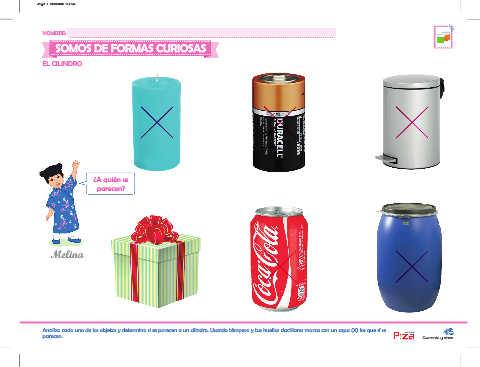 NOMBRE:
SOMOS DE FORMAS CURIOSAS
EL CILINDRO
DURACELL
¿A quién se
parecen?
Melina
Coca-Cola
Analiza cada uno de los objetos y determina si se parecen a un cilindro. Usando témpera y tus huellas dactilares marca con un aspa (X) los que sí se
parecen.